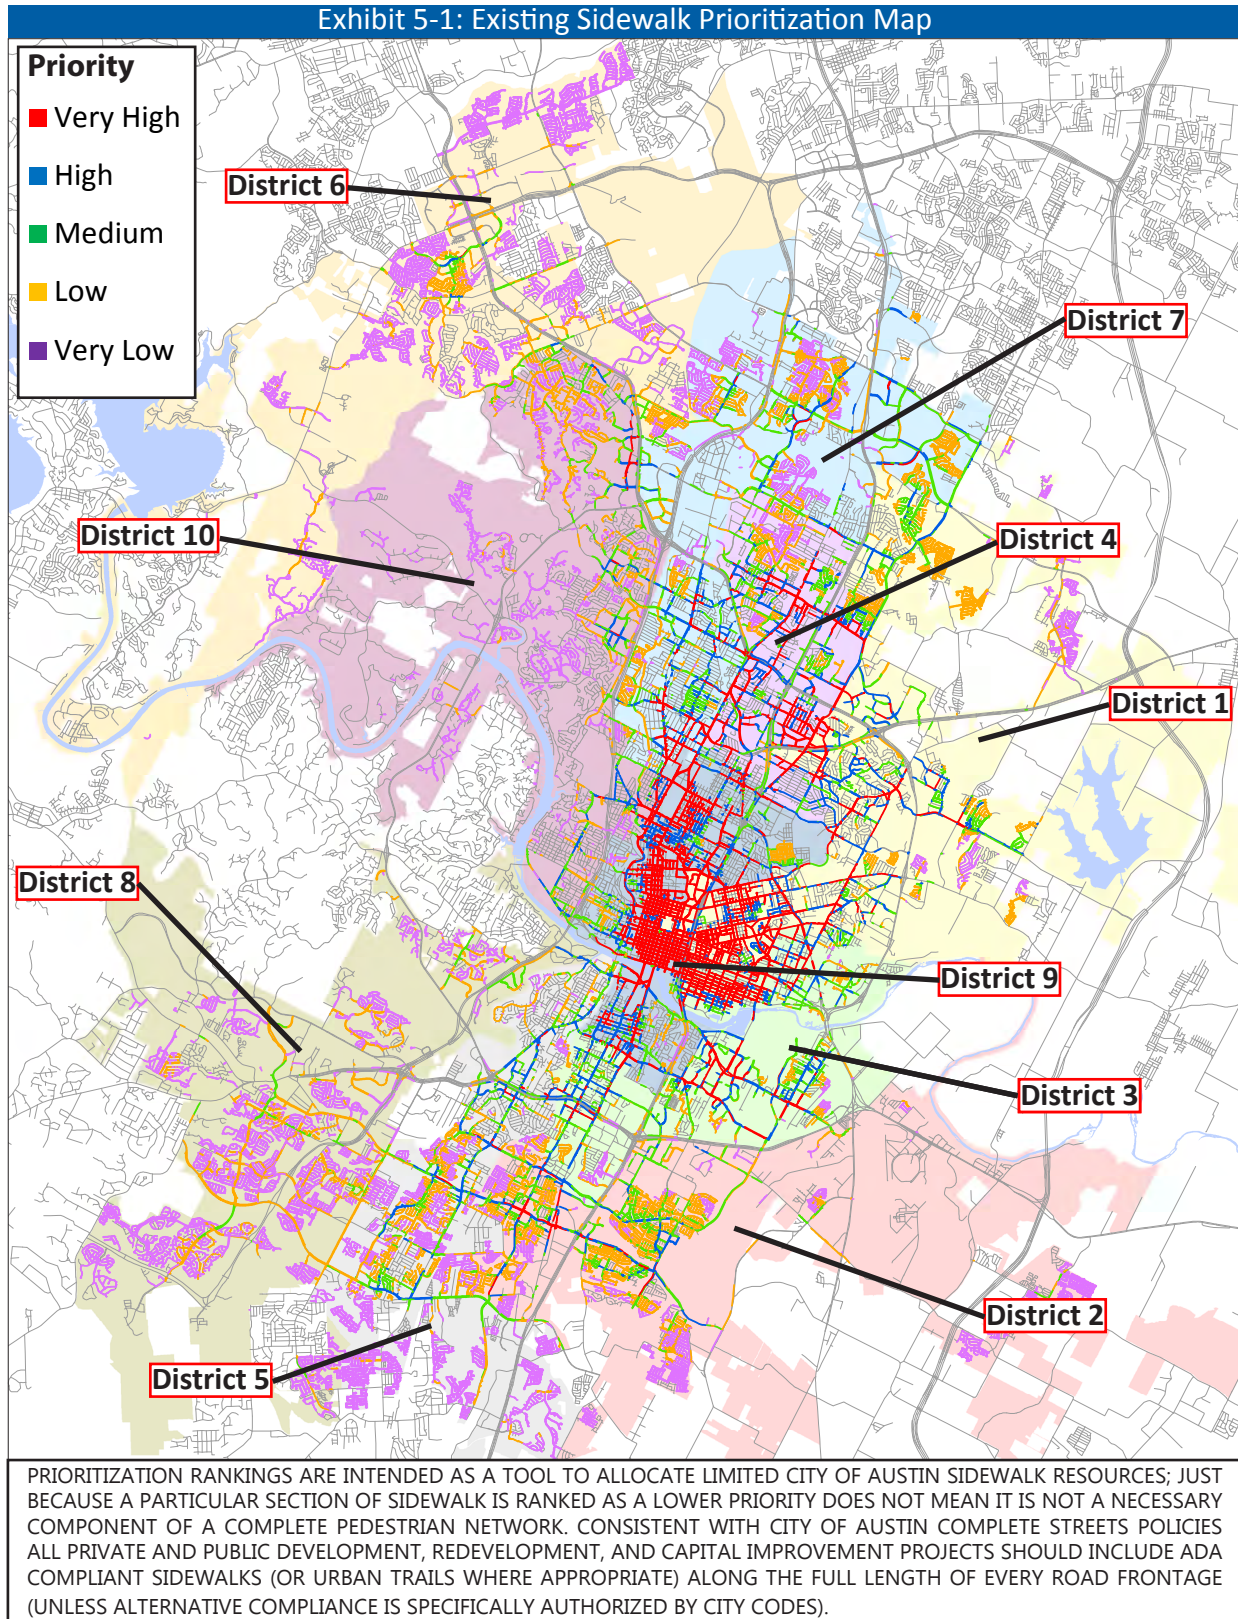 Exhibit 5-1: Existing Sidewalk Prioritization Map
Priority
Very High
High
Medium
Low
Very Low
District 6
District 7
District 10
District 4
District 1
District 8
District 9
District 3
District 2
District 5
PRIORITIZATION RANKINGS ARE INTENDED AS A TOOL TO ALLOCATE LIMITED CITY OF AUSTIN SIDEWALK RESOURCES; JUST
BECAUSE A PARTICULAR SECTION OF SIDEWALK IS RANKED AS A LOWER PRIORITY DOES NOT MEAN IT IS NOT A NECESSARY
COMPONENT OF A COMPLETE PEDESTRIAN NETWORK. CONSISTENT WITH CITY OF AUSTIN COMPLETE STREETS POLICIES
ALL PRIVATE AND PUBLIC DEVELOPMENT, REDEVELOPMENT, AND CAPITAL IMPROVEMENT PROJECTS SHOULD INCLUDE ADA
COMPLIANT SIDEWALKS (OR URBAN TRAILS WHERE APPROPRIATE) ALONG THE FULL LENGTH OF EVERY ROAD FRONTAGE
(UNLESS ALTERNATIVE COMPLIANCE IS SPECIFICALLY AUTHORIZED BY CITY CODES).